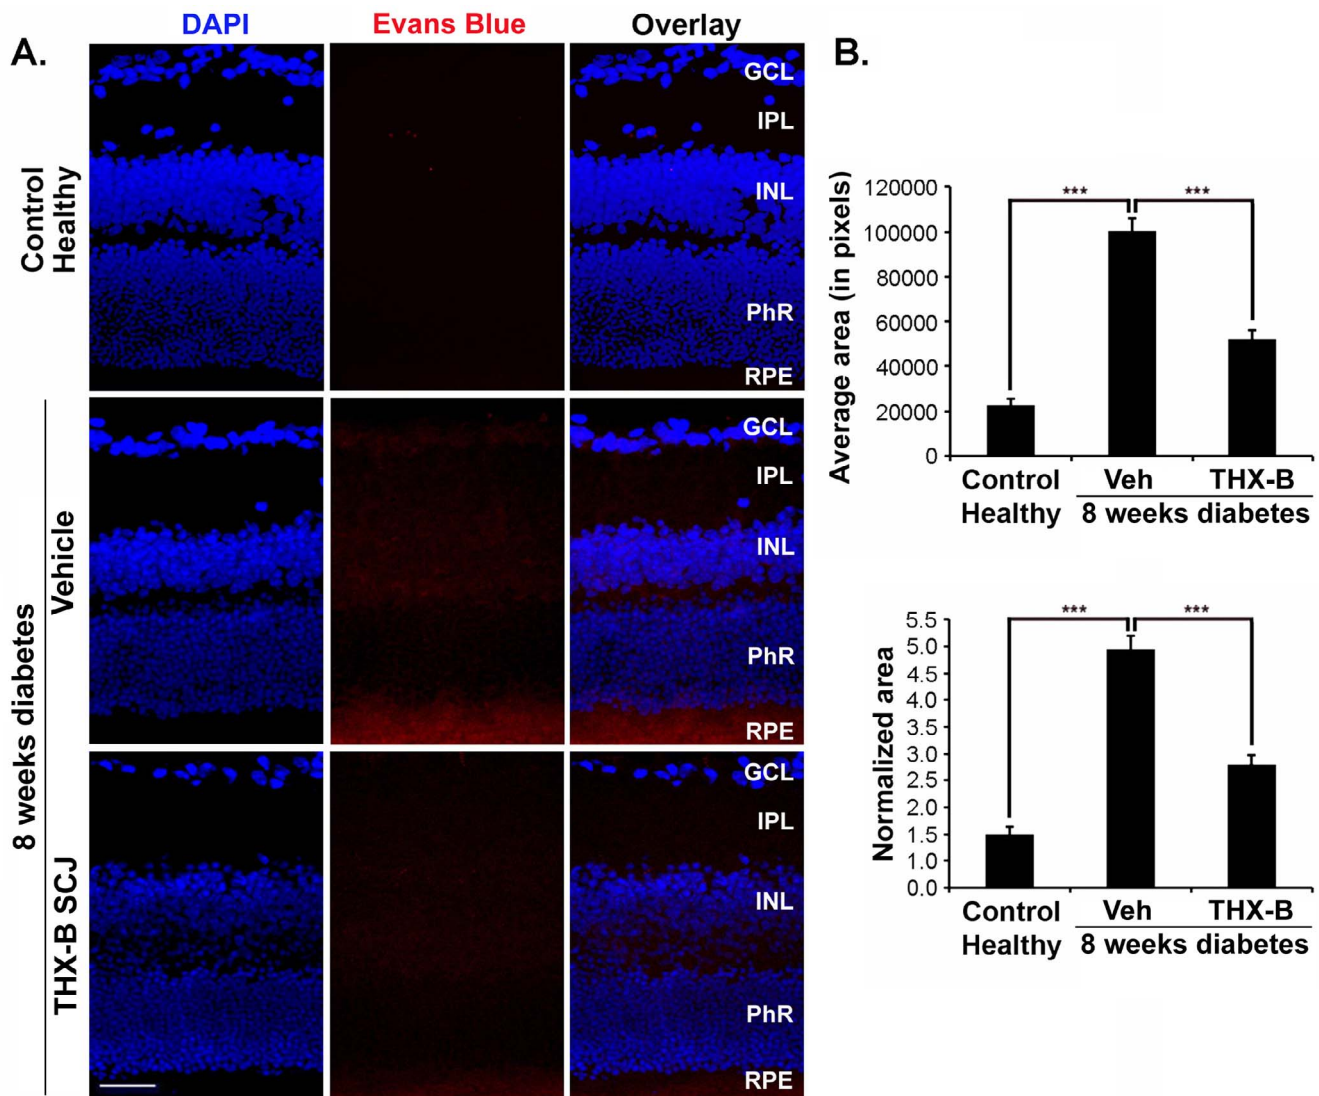 A.
DAPI
Evans Blue
Overlay
Control
Healthy
GCL
IPL
INL
PhR
RPE
8 weeks diabetes
Vehicle
GCL
IPL
INL
PhR
RPE
THX-B SCJ
GCL
IPL
INL
PhR
RPE
B.
Average area (in pixels)
120000
100000
80000
60000
40000
20000
0
***
***
Control
Healthy
Veh
THX-B
8 weeks diabetes
Normalized area
5.5
5.0
4.5
4.0
3.5
3.0
2.5
2.0
1.5
1.0
0.0
***
***
Control
Healthy
Veh
THX-B
8 weeks diabetes